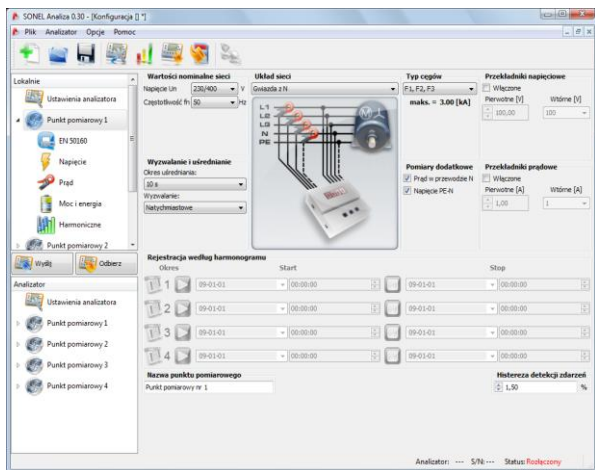 SONEL Analiza 0.30 - [Konfiguracja [] *]
Plik Analizator Opcje Pomoc
Lokalnie
Ustawienia analizatora
Punkt pomiarowy 1
EN 50160
Napięcie
Prąd
Moc i energia
Harmoniczne
Punkt pomiarowy 2
Wyślij Odbierz
Analizator
Ustawienia analizatora
Punkt pomiarowy 1
Punkt pomiarowy 2
Punkt pomiarowy 3
Punkt pomiarowy 4
Wartości nominalne sieci
Napięcie Un 230/400 V
Częstotliwość fn 50 Hz
Wyzwalanie i uśrednianie
Okres uśredniania:
10 s
Wyzwalanie:
Natychmiastowe
Układ sieci
Gwiazda z N
L1
L2
L3
N
PE
Typ cęgów
F1, F2, F3
maks. = 3.00 [kA]
Pomiary dodatkowe
Prąd w przewodzie N
Napięcie PE-N
Przekładniki napięciowe
Włączone
Pierwotne [V] Wtórne [V]
100,00 100
Przekładniki prądowe
Włączone
Pierwotne [A] Wtórne [A]
1,00 1
Rejestracja według harmonogramu
Okres Start Stop
1 09-01-01 00:00:00 09-01-01 00:00:00
2 09-01-01 00:00:00 09-01-01 00:00:00
3 09-01-01 00:00:00 09-01-01 00:00:00
4 09-01-01 00:00:00 09-01-01 00:00:00
Nazwa punktu pomiarowego
Punkt pomiarowy nr 1
Histereza detekcji zdarzeń
1,50 %
Analizator: --- S/N: --- Status: Rozłączony